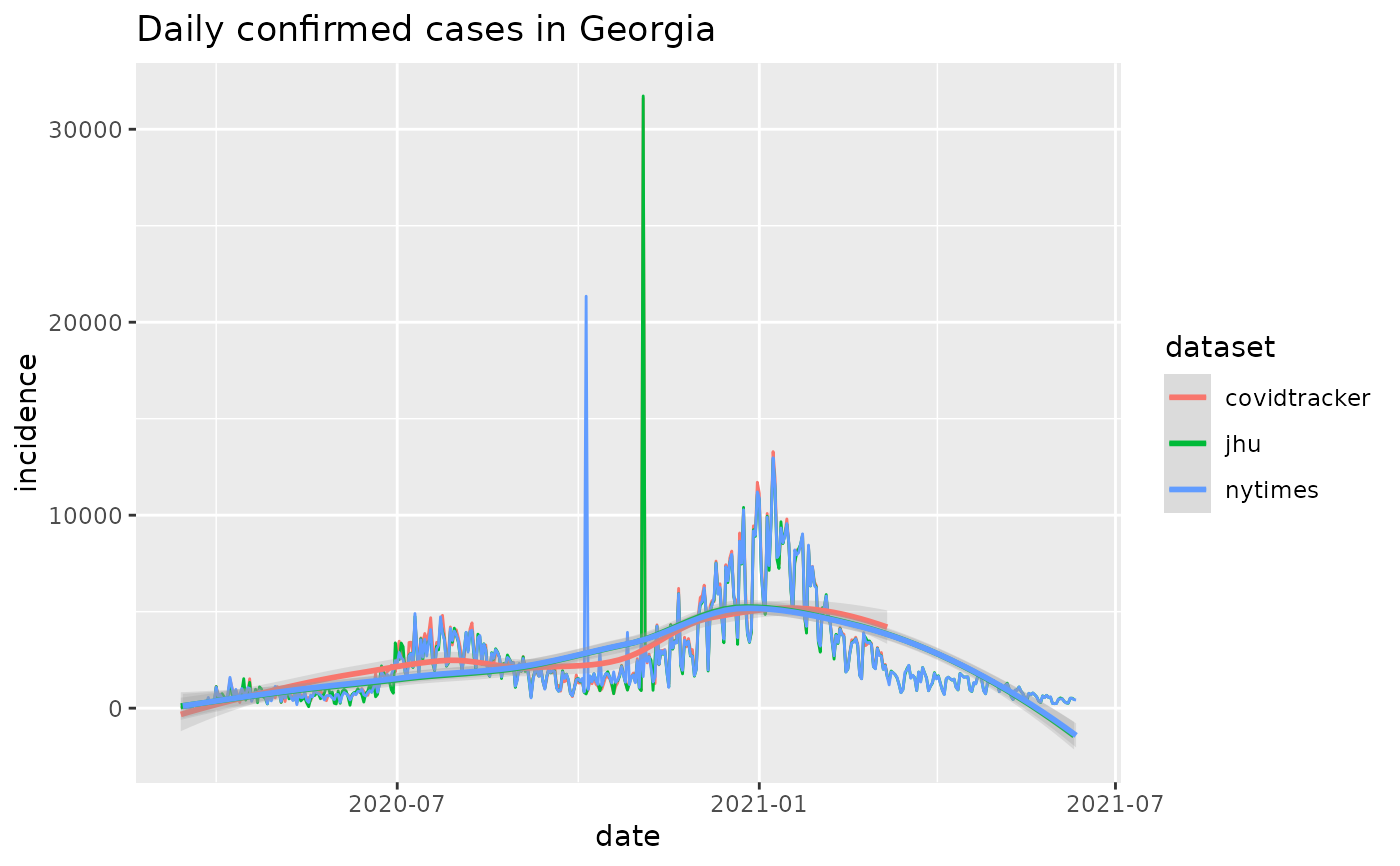 Daily confirmed cases in Georgia
30000
20000
10000
0
incidence
2020-07
2021-01
2021-07
date
dataset
covidtracker
jhu
nytimes